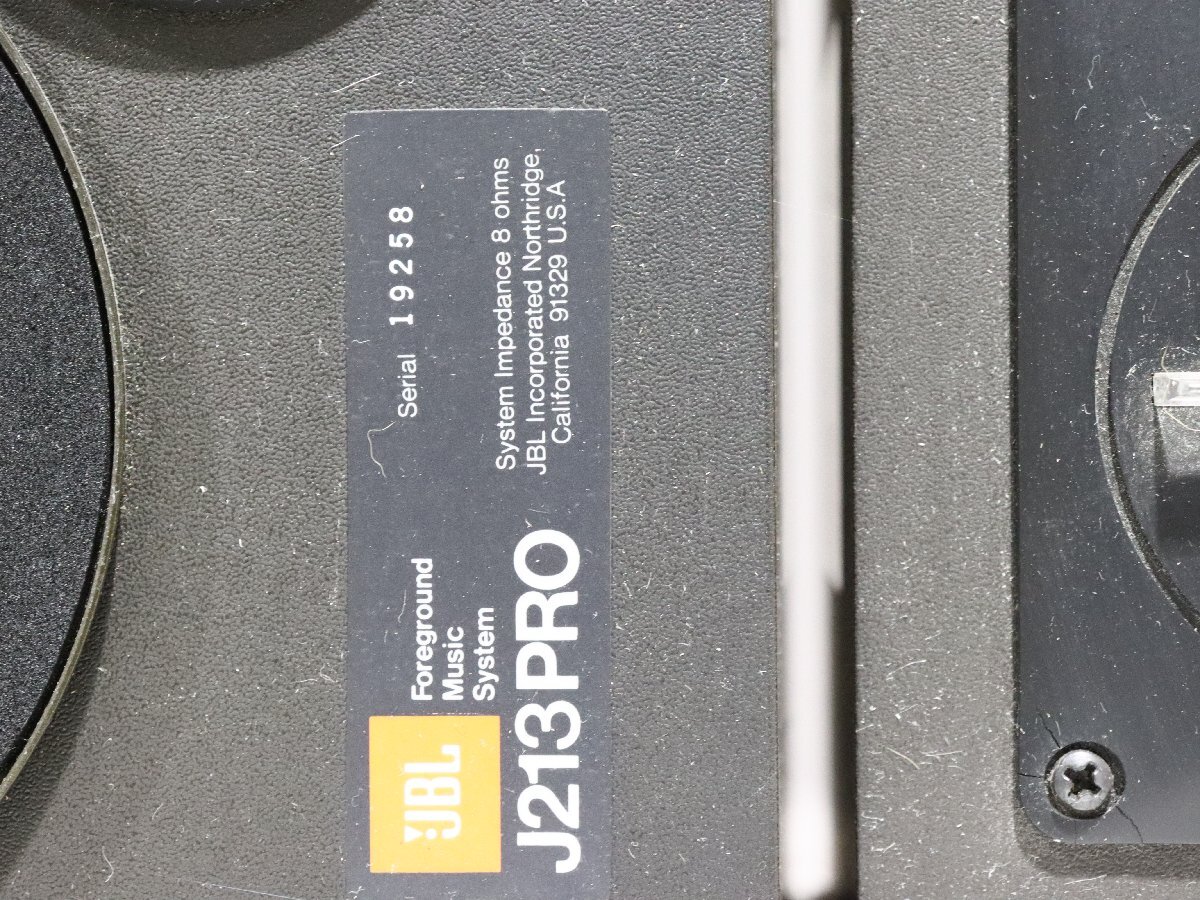 JBL
Foreground
Music
System
J213PRO
Serial 19258
System Impedance 8 ohms
JBL Incorporated Northridge,
California 91329 U.S.A